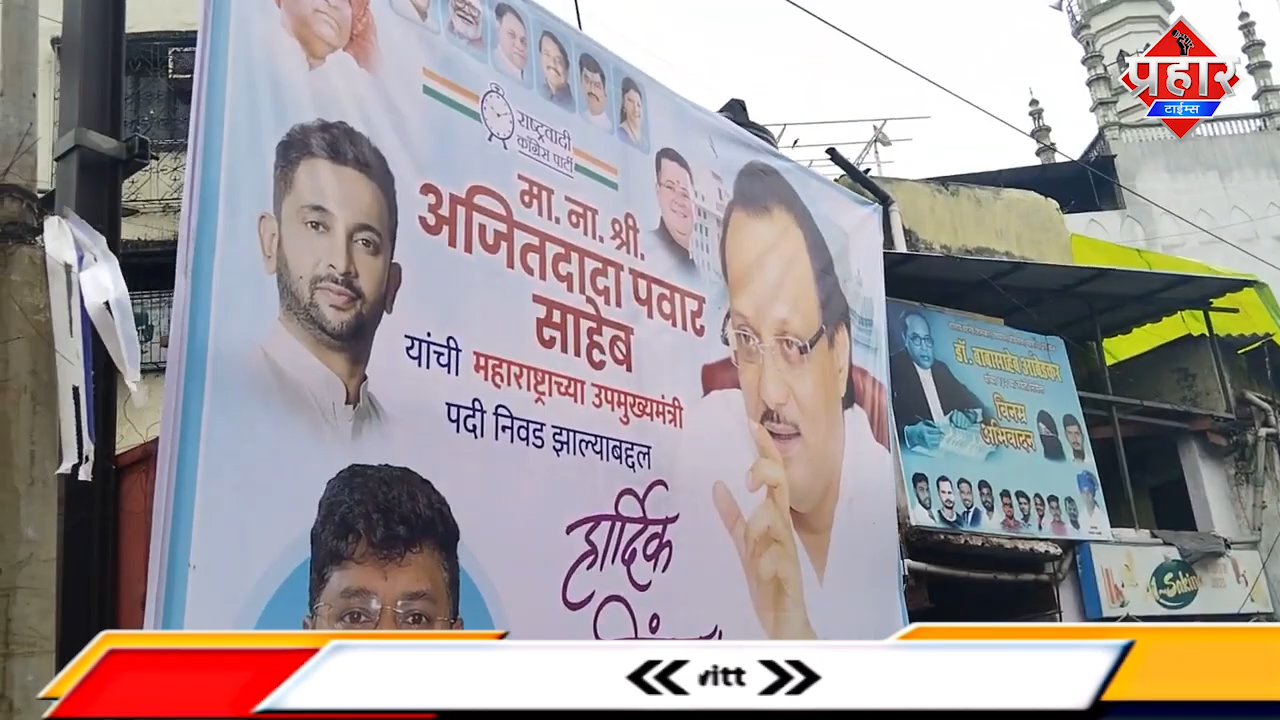 प्रहार
टाईम्स
राष्ट्रवादी
काँग्रेस पार्टी
मा. ना. श्री.
अजितदादा पवार
साहेब
यांची महाराष्ट्राच्या उपमुख्यमंत्री
पदी निवड झाल्याबद्दल
हार्दिक
डॉ. बाबासाहेब आंबेडकर
विनम्र
अभिवादन
vitt